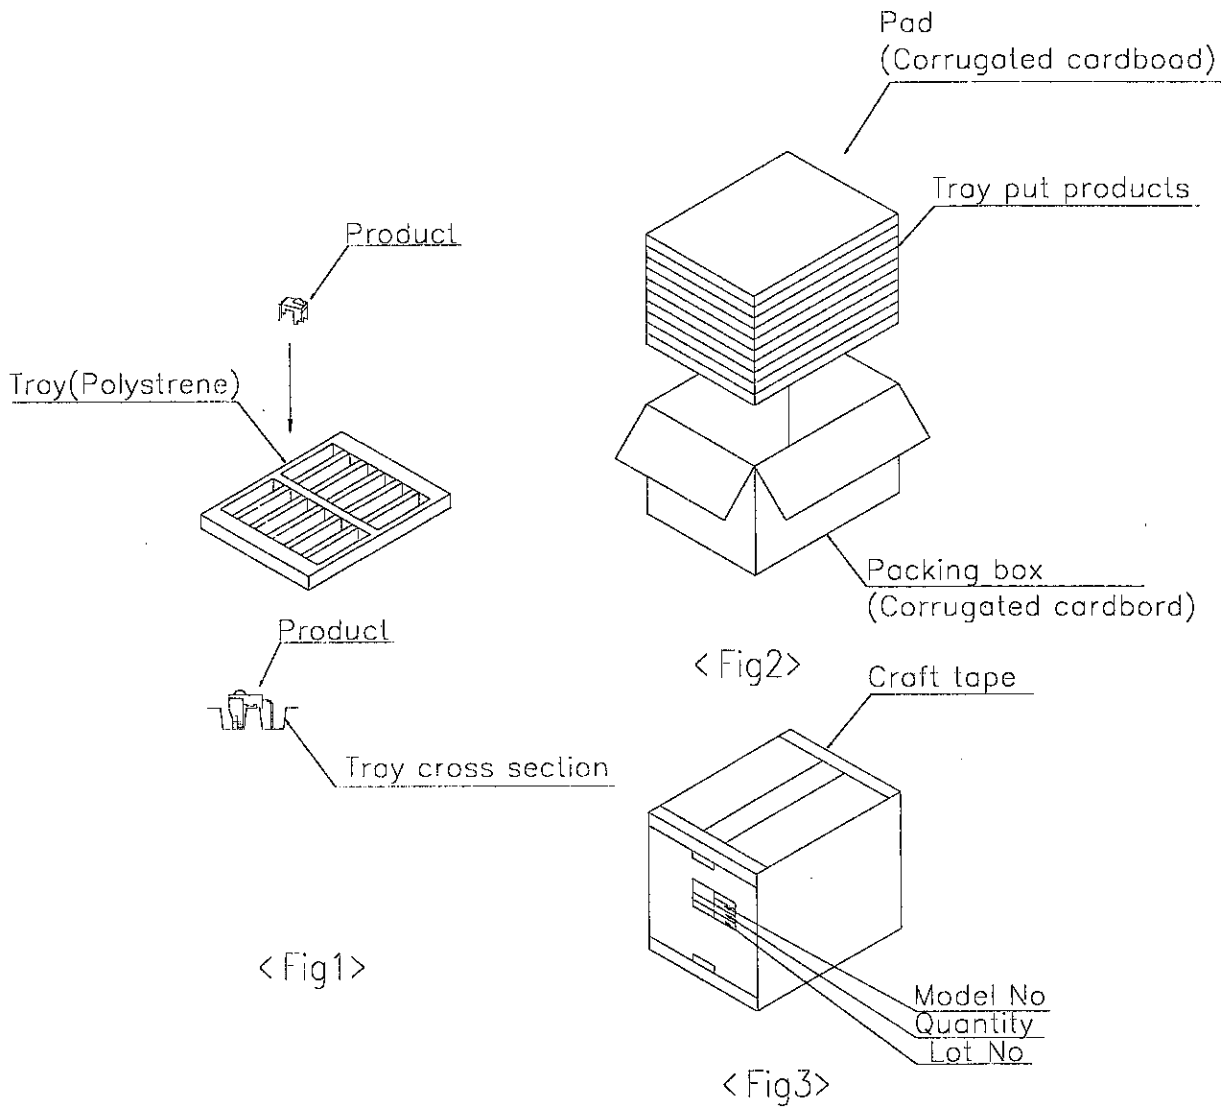 Pad
(Corrugated cardboad)
Tray put products
Product
Tray(Polystrene)
Packing box
(Corrugated cardbord)
<Fig2>
Product
Tray cross section
<Fig1>
Craft tape
Model No
Quantity
Lot No
<Fig3>